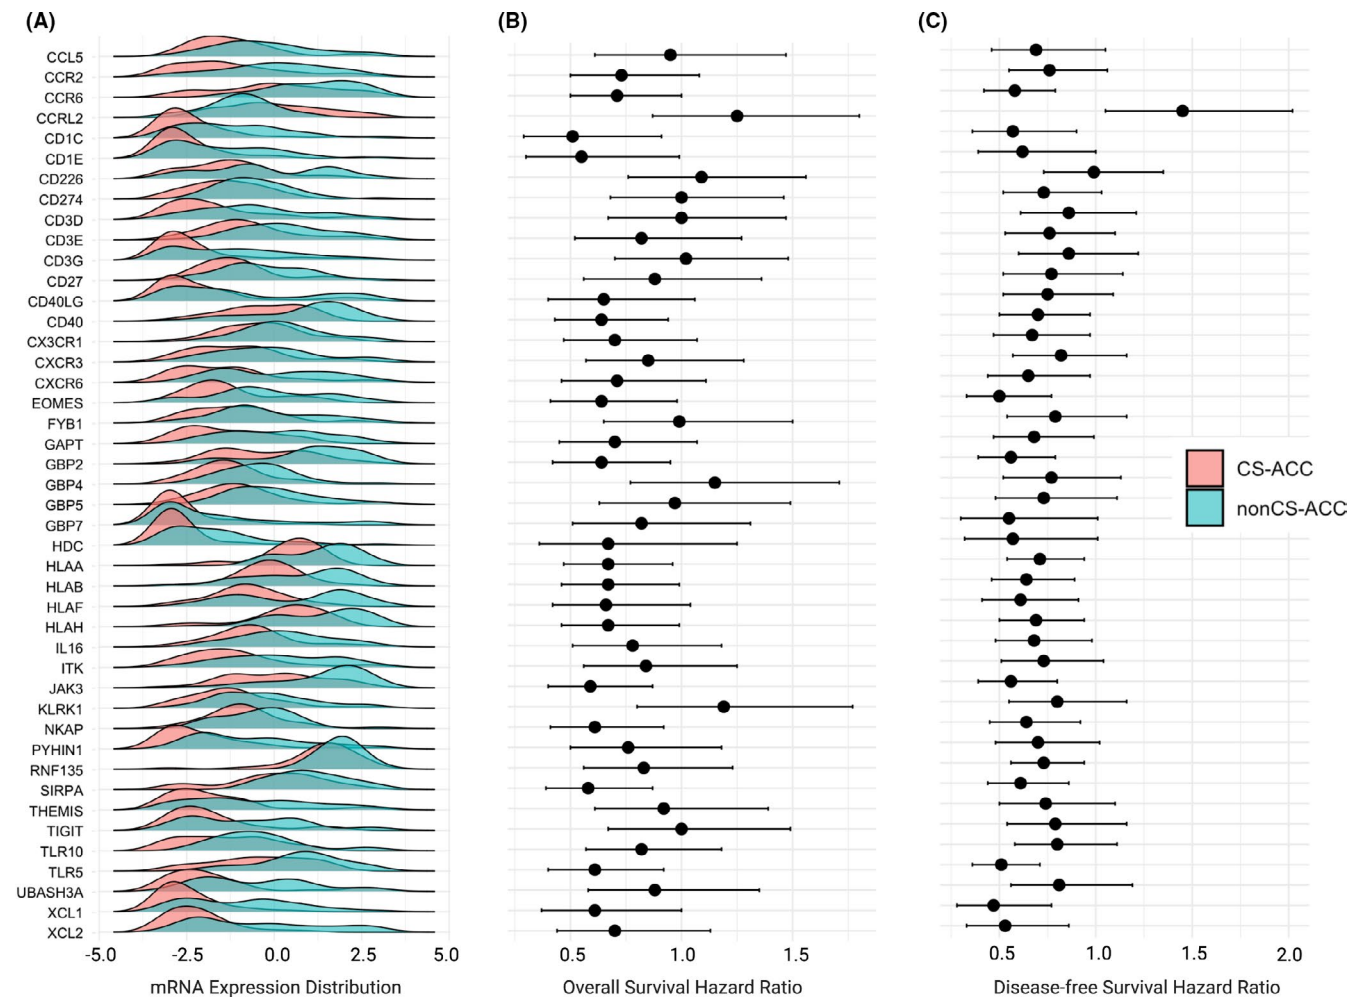 (A)
(B)
(C)
CCL5
CCR2
CCR6
CCRL2
CD1C
CD1E
CD226
CD274
CD3D
CD3E
CD3G
CD27
CD40LG
CD40
CX3CR1
CXCR3
CXCR6
EOMES
FYB1
GAPT
GBP2
GBP4
GBP5
GBP7
HDC
HLAA
HLAB
HLAF
HLAH
IL16
ITK
JAK3
KLRK1
NKAP
PYHIN1
RNF135
SIRPA
THEMIS
TIGIT
TLR10
TLR5
UBASH3A
XCL1
XCL2
-5.0 -2.5 0.0 2.5 5.0
mRNA Expression Distribution
0.5 1.0 1.5
Overall Survival Hazard Ratio
CS-ACC
nonCS-ACC
0.5 1.0 1.5 2.0
Disease-free Survival Hazard Ratio